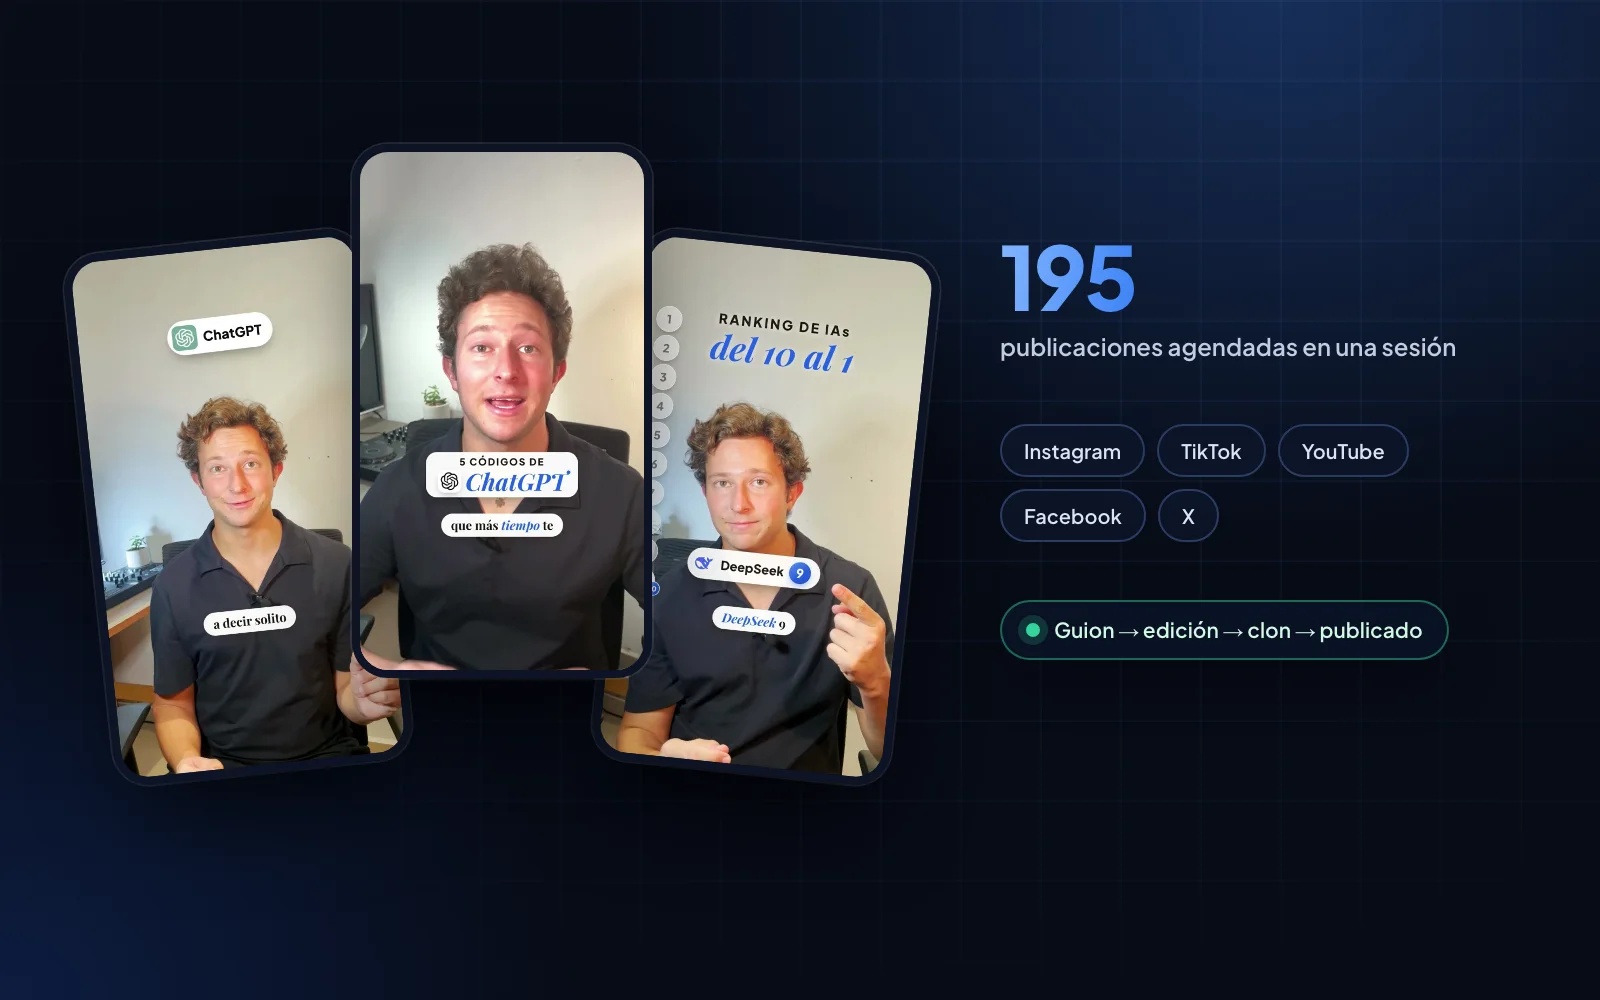 ChatGPT
a decir solito
5 CÓDIGOS DE
ChatGPT
que más tiempo te
RANKING DE IAs
del 10 al 1
1
2
3
4
5
6
7
DeepSeek 9
DeepSeek 9
195
publicaciones agendadas en una sesión
Instagram
TikTok
YouTube
Facebook
X
Guion → edición → clon → publicado